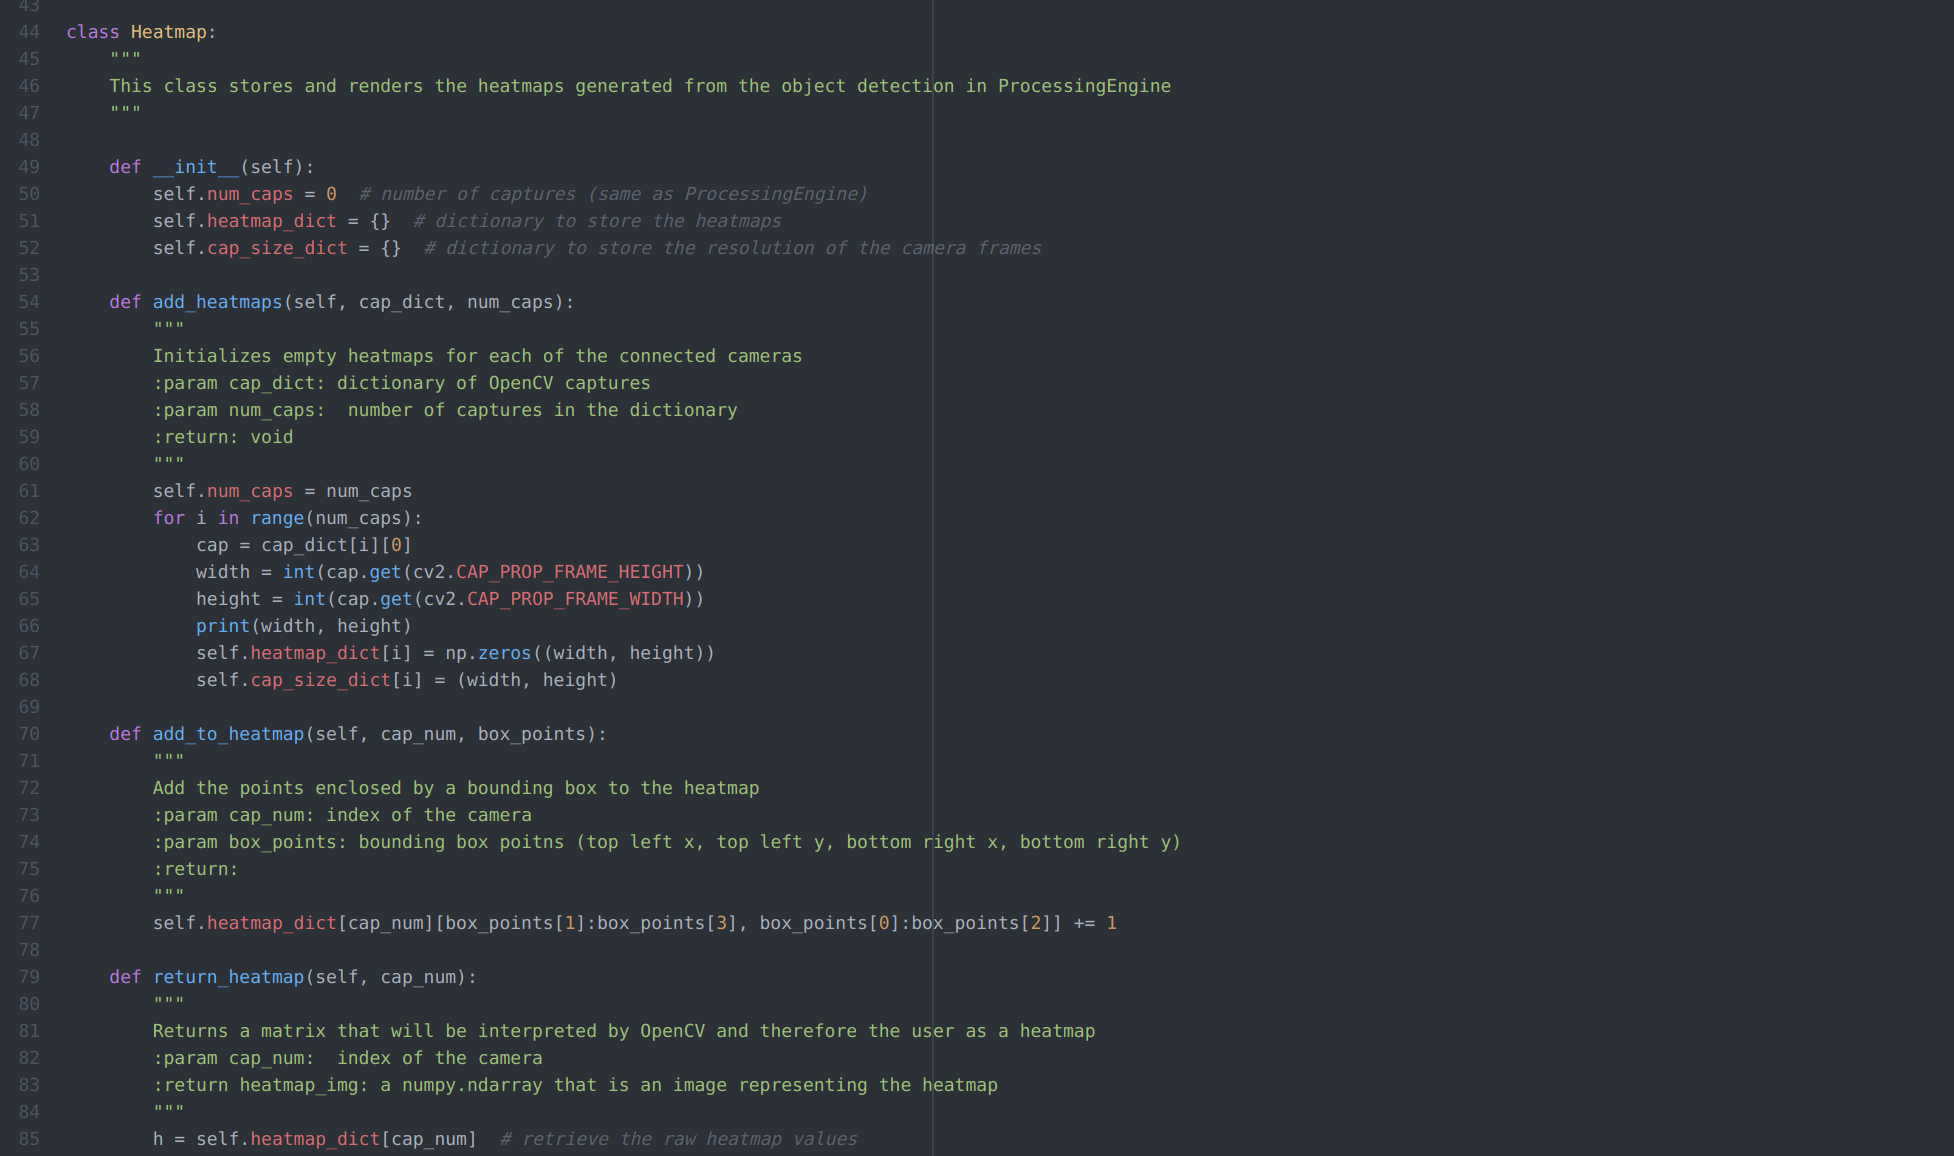 43
44 class Heatmap:
45     """
46     This class stores and renders the heatmaps generated from the object detection in ProcessingEngine
47     """
48
49     def __init__(self):
50         self.num_caps = 0  # number of captures (same as ProcessingEngine)
51         self.heatmap_dict = {}  # dictionary to store the heatmaps
52         self.cap_size_dict = {}  # dictionary to store the resolution of the camera frames
53
54     def add_heatmaps(self, cap_dict, num_caps):
55         """
56         Initializes empty heatmaps for each of the connected cameras
57         :param cap_dict: dictionary of OpenCV captures
58         :param num_caps:  number of captures in the dictionary
59         :return: void
60         """
61         self.num_caps = num_caps
62         for i in range(num_caps):
63             cap = cap_dict[i][0]
64             width = int(cap.get(cv2.CAP_PROP_FRAME_HEIGHT))
65             height = int(cap.get(cv2.CAP_PROP_FRAME_WIDTH))
66             print(width, height)
67             self.heatmap_dict[i] = np.zeros((width, height))
68             self.cap_size_dict[i] = (width, height)
69
70     def add_to_heatmap(self, cap_num, box_points):
71         """
72         Add the points enclosed by a bounding box to the heatmap
73         :param cap_num: index of the camera
74         :param box_points: bounding box poitns (top left x, top left y, bottom right x, bottom right y)
75         :return:
76         """
77         self.heatmap_dict[cap_num][box_points[1]:box_points[3], box_points[0]:box_points[2]] += 1
78
79     def return_heatmap(self, cap_num):
80         """
81         Returns a matrix that will be interpreted by OpenCV and therefore the user as a heatmap
82         :param cap_num:  index of the camera
83         :return heatmap_img: a numpy.ndarray that is an image representing the heatmap
84         """
85         h = self.heatmap_dict[cap_num]  # retrieve the raw heatmap values